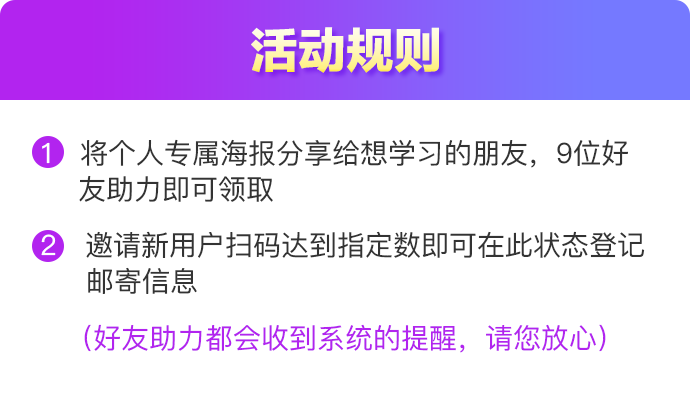 活动规则
1 将个人专属海报分享给想学习的朋友，9位好
友助力即可领取
2 邀请新用户扫码达到指定数即可在此状态登记
邮寄信息
（好友助力都会收到系统的提醒，请您放心）